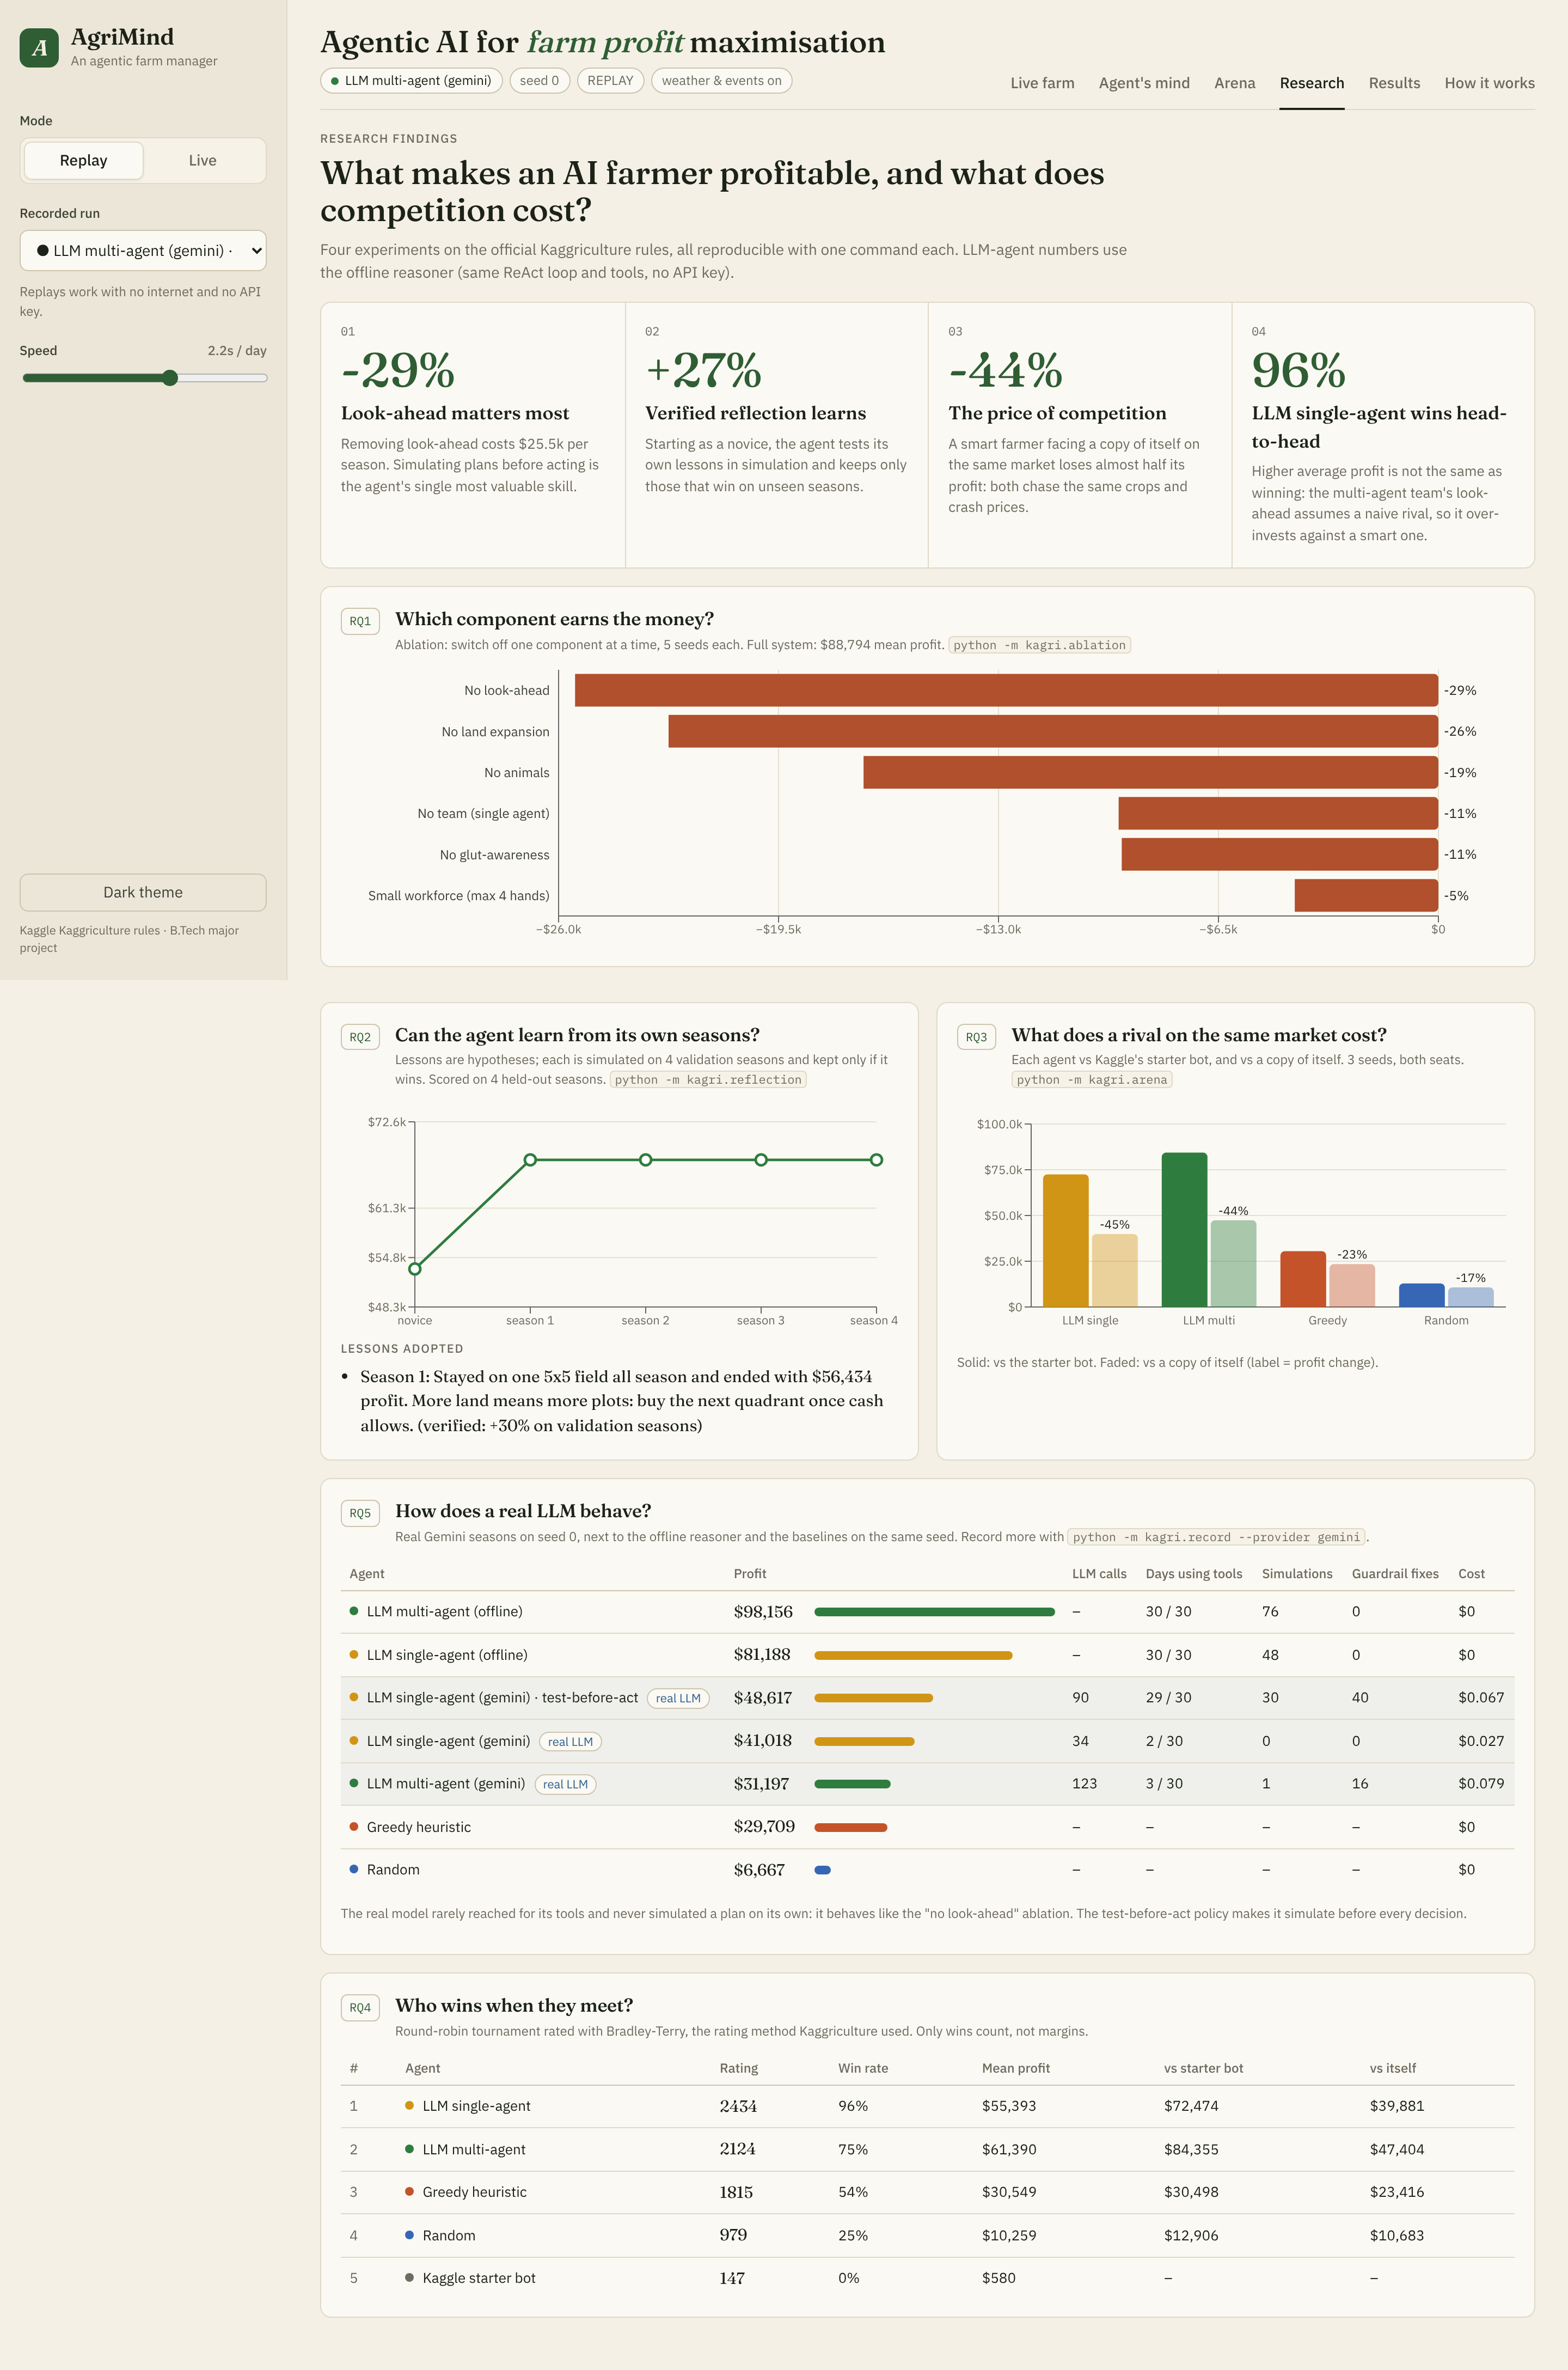 A
AgriMind
An agentic farm manager
Mode
Replay
Live
Recorded run
● LLM multi-agent (gemini) ·
Replays work with no internet and no API
key.
Speed
2.2s / day
Dark theme
Kaggle Kaggriculture rules · B.Tech major
project
Agentic AI for farm profit maximisation
LLM multi-agent (gemini)
seed 0
REPLAY
weather & events on
Live farm
Agent's mind
Arena
Research
Results
How it works
RESEARCH FINDINGS
What makes an AI farmer profitable, and what does
competition cost?
Four experiments on the official Kaggriculture rules, all reproducible with one command each. LLM-agent numbers use
the offline reasoner (same ReAct loop and tools, no API key).
01
-29%
Look-ahead matters most
Removing look-ahead costs $25.5k per
season. Simulating plans before acting is
the agent's single most valuable skill.
02
+27%
Verified reflection learns
Starting as a novice, the agent tests its
own lessons in simulation and keeps only
those that win on unseen seasons.
03
-44%
The price of competition
A smart farmer facing a copy of itself on
the same market loses almost half its
profit: both chase the same crops and
crash prices.
04
96%
LLM single-agent wins head-
to-head
Higher average profit is not the same as
winning: the multi-agent team's look-
ahead assumes a naive rival, so it over-
invests against a smart one.
RQ1
Which component earns the money?
Ablation: switch off one component at a time, 5 seeds each. Full system: $88,794 mean profit. python -m kagri.ablation
No look-ahead -29%
No land expansion -26%
No animals -19%
No team (single agent) -11%
No glut-awareness -11%
Small workforce (max 4 hands) -5%
−$26.0k −$19.5k −$13.0k −$6.5k $0
RQ2
Can the agent learn from its own seasons?
Lessons are hypotheses; each is simulated on 4 validation seasons and kept only if it
wins. Scored on 4 held-out seasons. python -m kagri.reflection
$72.6k
$61.3k
$54.8k
$48.3k
novice season 1 season 2 season 3 season 4
LESSONS ADOPTED
• Season 1: Stayed on one 5x5 field all season and ended with $56,434
profit. More land means more plots: buy the next quadrant once cash
allows. (verified: +30% on validation seasons)
RQ3
What does a rival on the same market cost?
Each agent vs Kaggle's starter bot, and vs a copy of itself. 3 seeds, both seats.
python -m kagri.arena
$100.0k
$75.0k
$50.0k
$25.0k
$0
-45%
-44%
-23%
-17%
LLM single LLM multi Greedy Random
Solid: vs the starter bot. Faded: vs a copy of itself (label = profit change).
RQ5
How does a real LLM behave?
Real Gemini seasons on seed 0, next to the offline reasoner and the baselines on the same seed. Record more with python -m kagri.record --provider gemini.
Agent Profit LLM calls Days using tools Simulations Guardrail fixes Cost
LLM multi-agent (offline) $98,156 – 30 / 30 76 0 $0
LLM single-agent (offline) $81,188 – 30 / 30 48 0 $0
LLM single-agent (gemini) · test-before-act real LLM $48,617 90 29 / 30 30 40 $0.067
LLM single-agent (gemini) real LLM $41,018 34 2 / 30 0 0 $0.027
LLM multi-agent (gemini) real LLM $31,197 123 3 / 30 1 16 $0.079
Greedy heuristic $29,709 – – – – $0
Random $6,667 – – – – $0
The real model rarely reached for its tools and never simulated a plan on its own: it behaves like the "no look-ahead" ablation. The test-before-act policy makes it simulate before every decision.
RQ4
Who wins when they meet?
Round-robin tournament rated with Bradley-Terry, the rating method Kaggriculture used. Only wins count, not margins.
# Agent Rating Win rate Mean profit vs starter bot vs itself
1 LLM single-agent 2434 96% $55,393 $72,474 $39,881
2 LLM multi-agent 2124 75% $61,390 $84,355 $47,404
3 Greedy heuristic 1815 54% $30,549 $30,498 $23,416
4 Random 979 25% $10,259 $12,906 $10,683
5 Kaggle starter bot 147 0% $580 – –